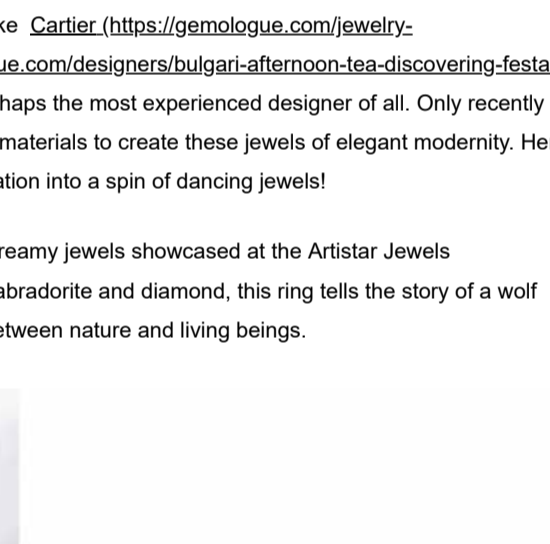 ke Cartier (https://gemologue.com/jewelry-
ue.com/designers/bulgari-afternoon-tea-discovering-festa
haps the most experienced designer of all. Only recently
materials to create these jewels of elegant modernity. He
ation into a spin of dancing jewels!
reamy jewels showcased at the Artistar Jewels
abradorite and diamond, this ring tells the story of a wolf
etween nature and living beings.